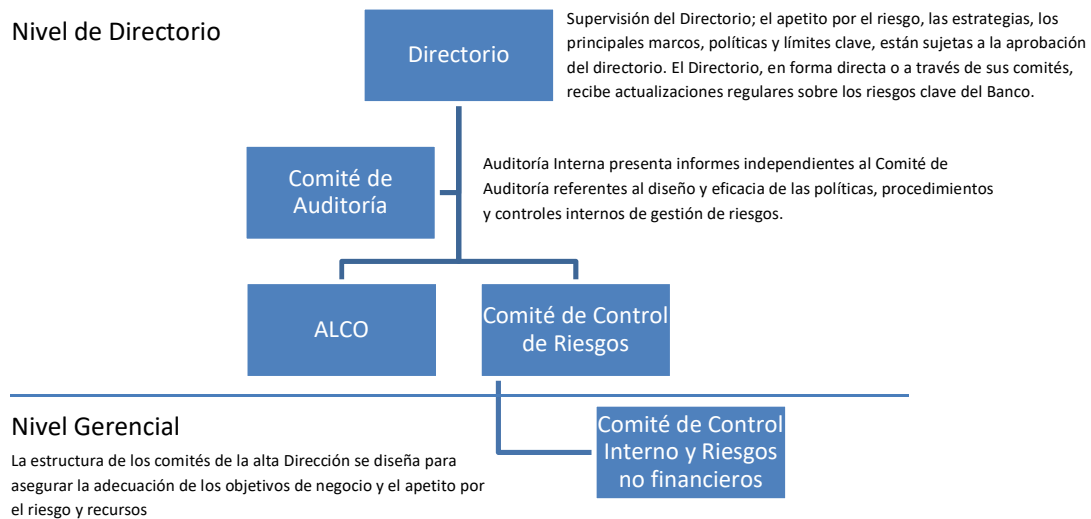 Nivel de Directorio
Directorio
Supervisión del Directorio; el apetito por el riesgo, las estrategias, los
principales marcos, políticas y límites clave, están sujetas a la aprobación
del directorio. El Directorio, en forma directa o a través de sus comités,
recibe actualizaciones regulares sobre los riesgos clave del Banco.
Comité de
Auditoría
Auditoría Interna presenta informes independientes al Comité de
Auditoría referentes al diseño y eficacia de las políticas, procedimientos
y controles internos de gestión de riesgos.
ALCO
Comité de Control
de Riesgos
Nivel Gerencial
La estructura de los comités de la alta Dirección se diseña para
asegurar la adecuación de los objetivos de negocio y el apetito por
el riesgo y recursos
Comité de Control
Interno y Riesgos
no financieros